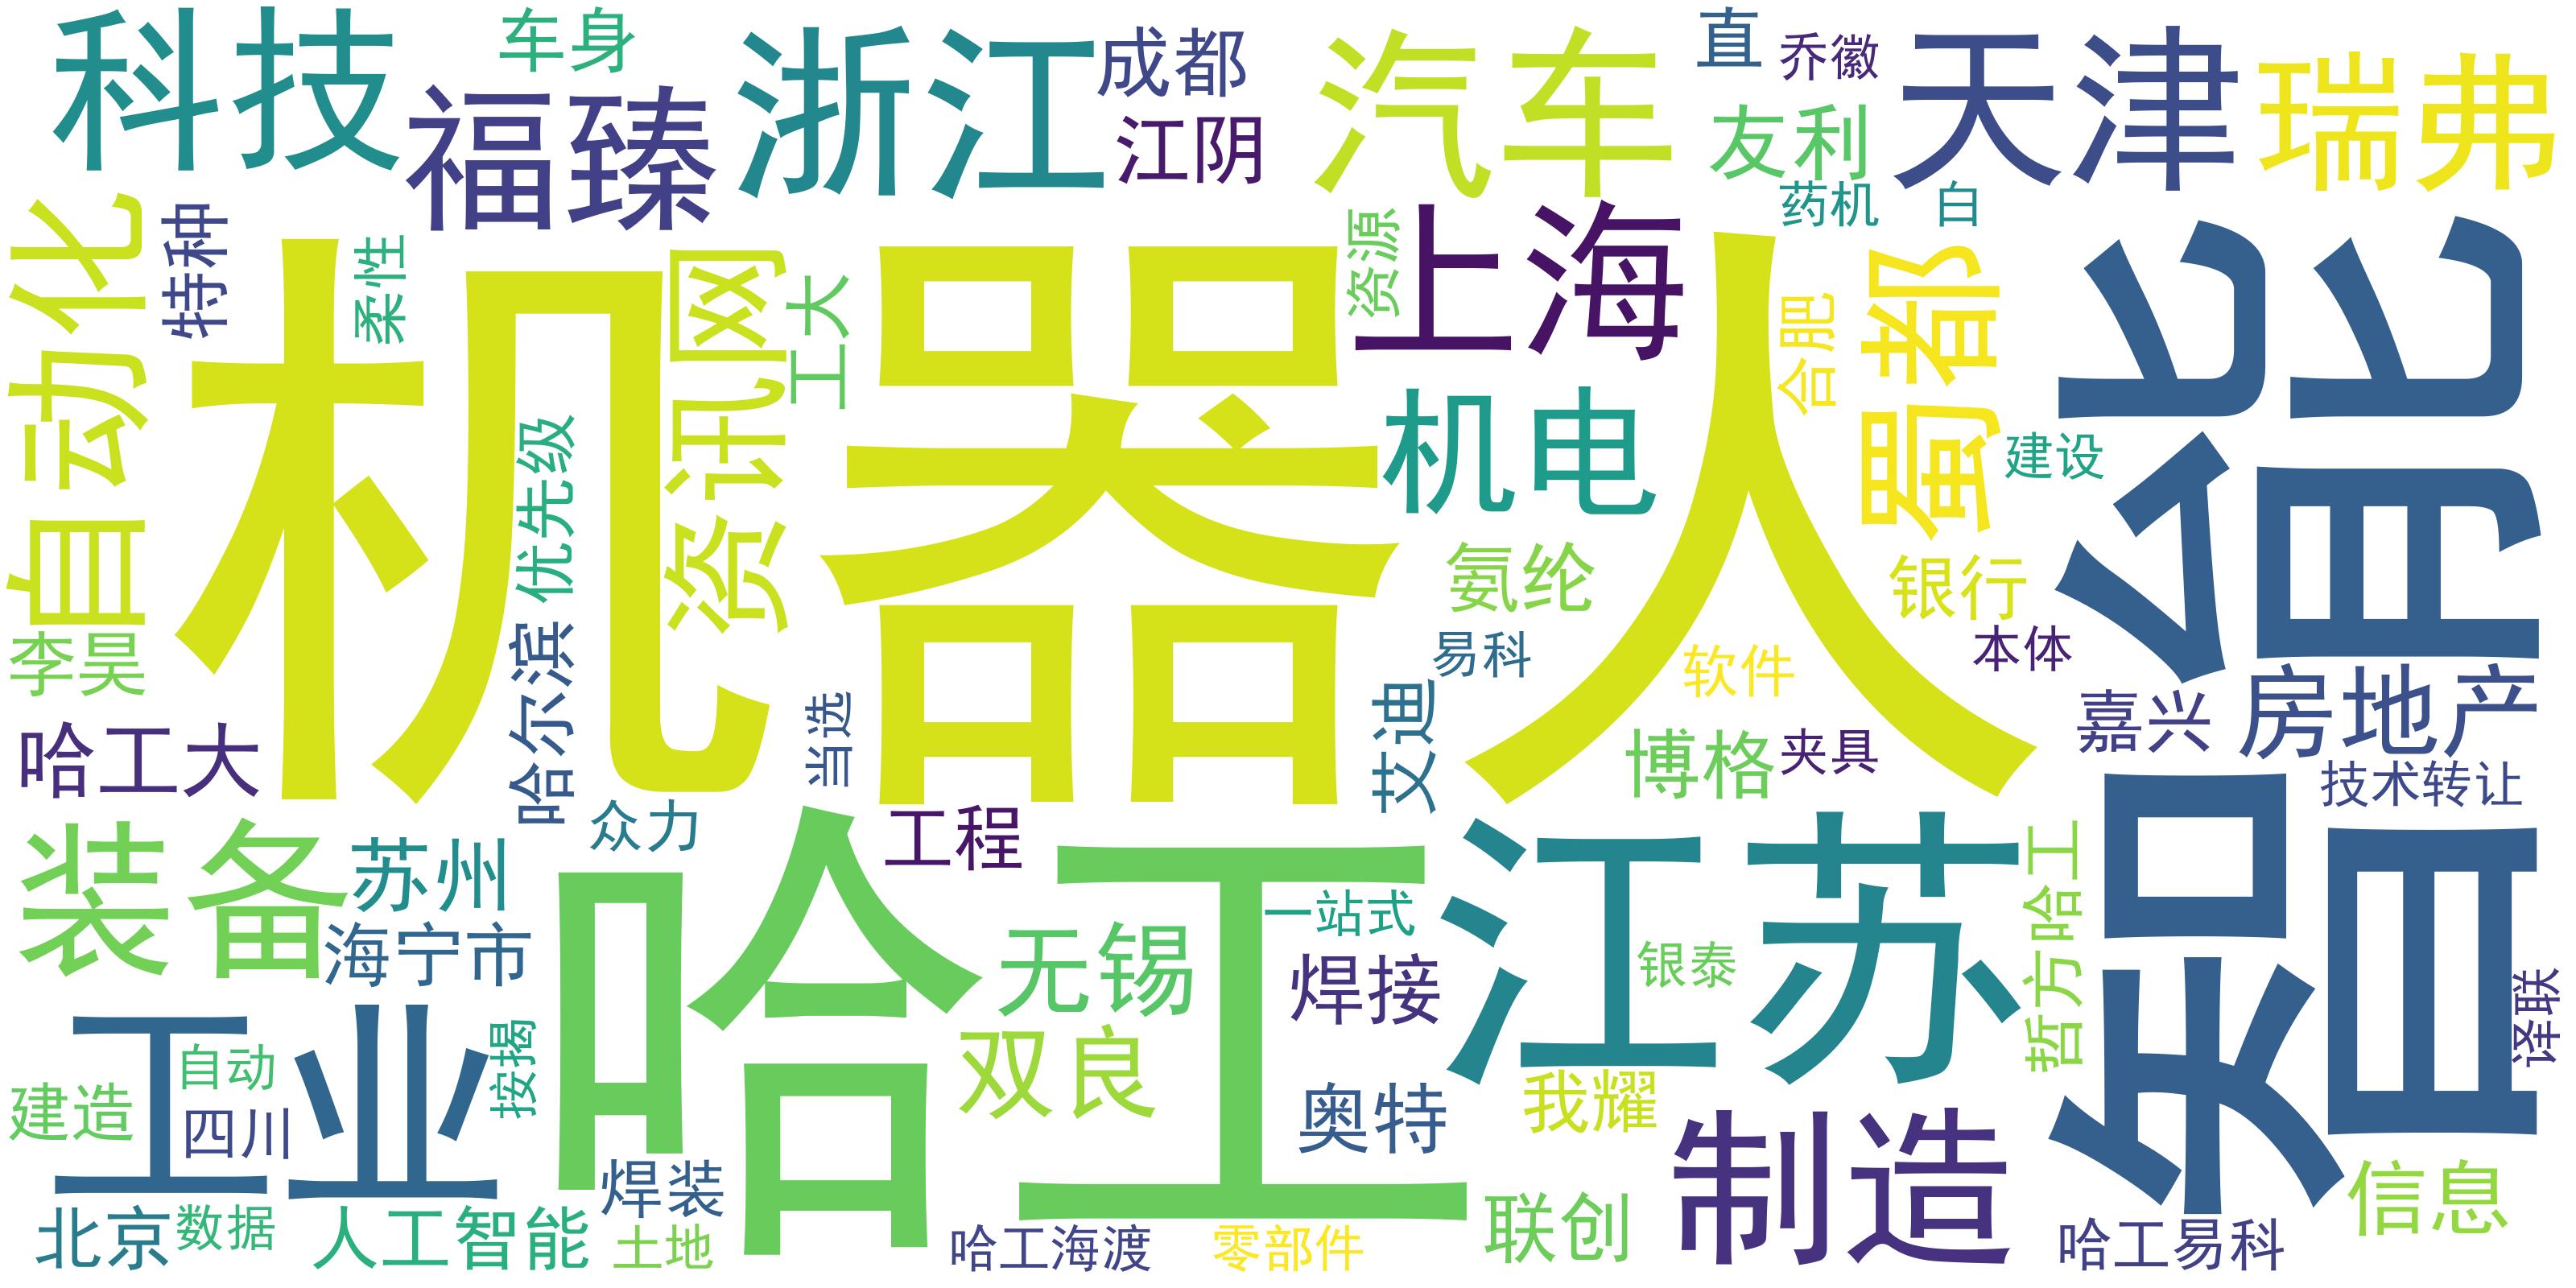 科技
车身
福臻
浙江
成都
江阴
汽车
直
乔徽
友利
药机
白
天津
瑞弗
自动化
特种
柔性
机器人
资讯网
工大
资源
上海
合肥
蜀都
智能
机电
优先级
建设
氨纶
银行
李昊
哈尔滨
易科
软件
本体
哈工大
当选
艾迪
博格
夹具
嘉兴
房地产
技术转让
众力
工程
装备
苏州
哈工
江苏
海宁市
一站式
无锡
焊接
银泰
哲方哈工
译联
工业
自动
按揭
双良
建造
四川
奥特
我耀
制造
焊装
信息
北京
数据
人工智能
土地
哈工海渡
零部件
联创
哈工易科